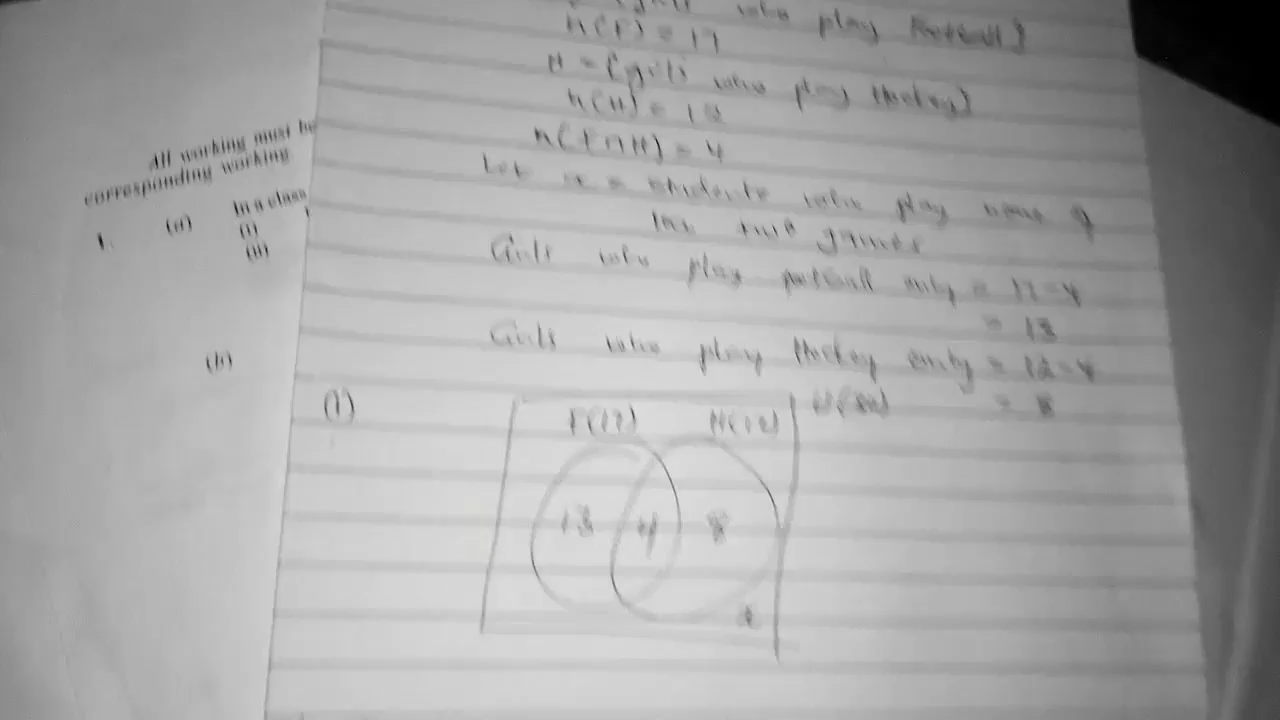 who play Football}
n(F) = 17
H = {girls who play Hockey}
n(H) = 12
n(F∩H) = 4
Let x = students who play none of
the two games
Girls who play football only = 17-4
= 13
Girls who play Hockey only = 12-4
= 8
(i)
F(17) H(12)
13 4 8
x
All working must be
corresponding working
1. (a) In a class
(i)
(ii)
(b)